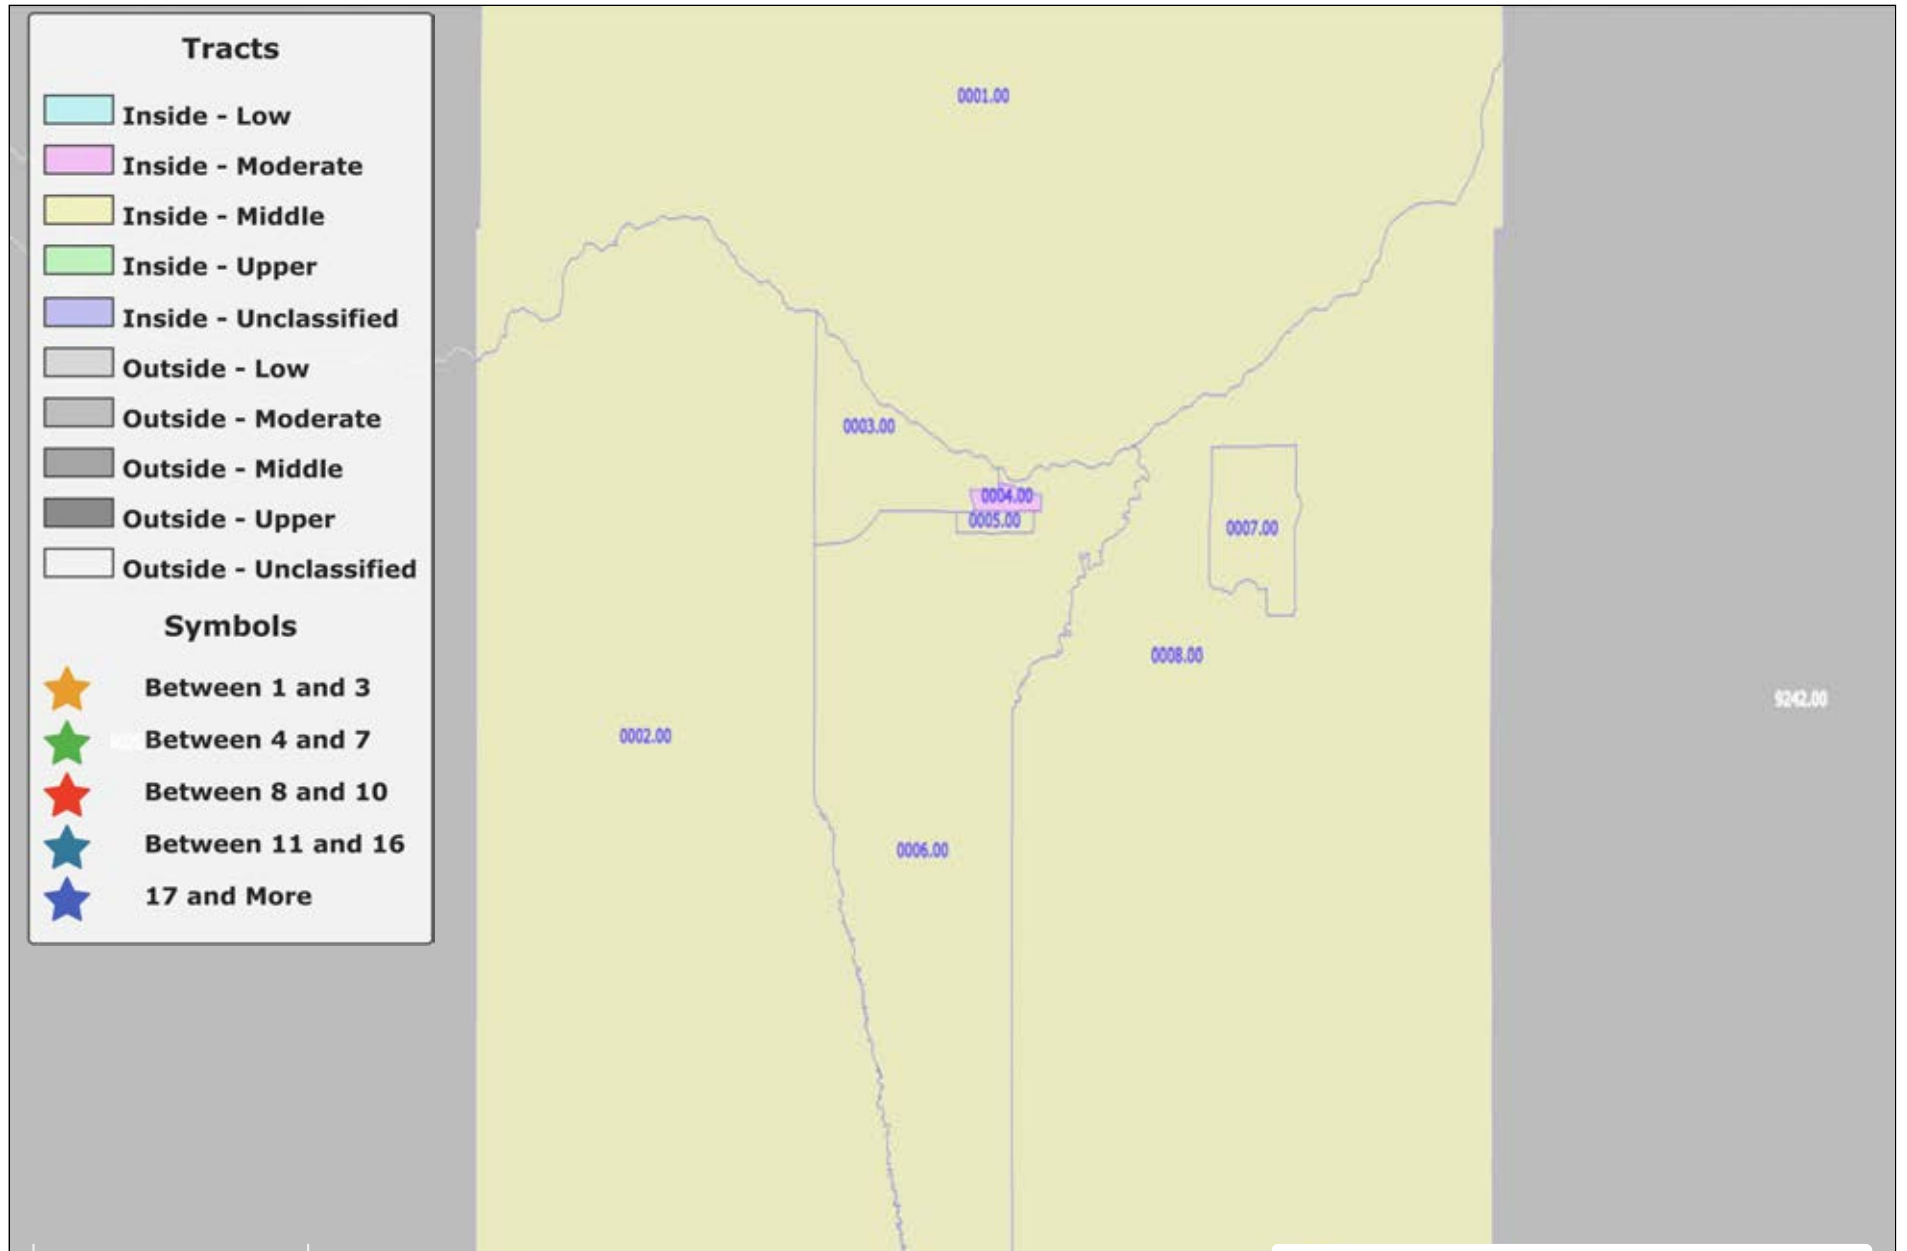 Tracts
Inside - Low
Inside - Moderate
Inside - Middle
Inside - Upper
Inside - Unclassified
Outside - Low
Outside - Moderate
Outside - Middle
Outside - Upper
Outside - Unclassified
Symbols
Between 1 and 3
Between 4 and 7
Between 8 and 10
Between 11 and 16
17 and More
0001.00
0003.00
0004.00
0005.00
0007.00
0008.00
9242.00
0002.00
0006.00